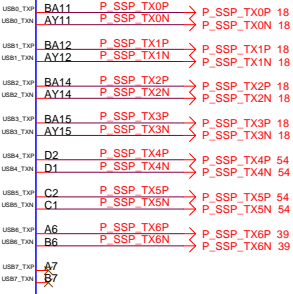 USB0_TXP BA11 P_SSP_TX0P P_SSP_TX0P 18
USB0_TXN AY11 P_SSP_TX0N P_SSP_TX0N 18
USB1_TXP BA12 P_SSP_TX1P P_SSP_TX1P 18
USB1_TXN AY12 P_SSP_TX1N P_SSP_TX1N 18
USB2_TXP BA14 P_SSP_TX2P P_SSP_TX2P 18
USB2_TXN AY14 P_SSP_TX2N P_SSP_TX2N 18
USB3_TXP BA15 P_SSP_TX3P P_SSP_TX3P 18
USB3_TXN AY15 P_SSP_TX3N P_SSP_TX3N 18
USB4_TXP D2 P_SSP_TX4P P_SSP_TX4P 54
USB4_TXN D1 P_SSP_TX4N P_SSP_TX4N 54
USB5_TXP C2 P_SSP_TX5P P_SSP_TX5P 54
USB5_TXN C1 P_SSP_TX5N P_SSP_TX5N 54
USB6_TXP A6 P_SSP_TX6P P_SSP_TX6P 39
USB6_TXN B6 P_SSP_TX6N P_SSP_TX6N 39
USB7_TXP A7
USB7_TXN B7